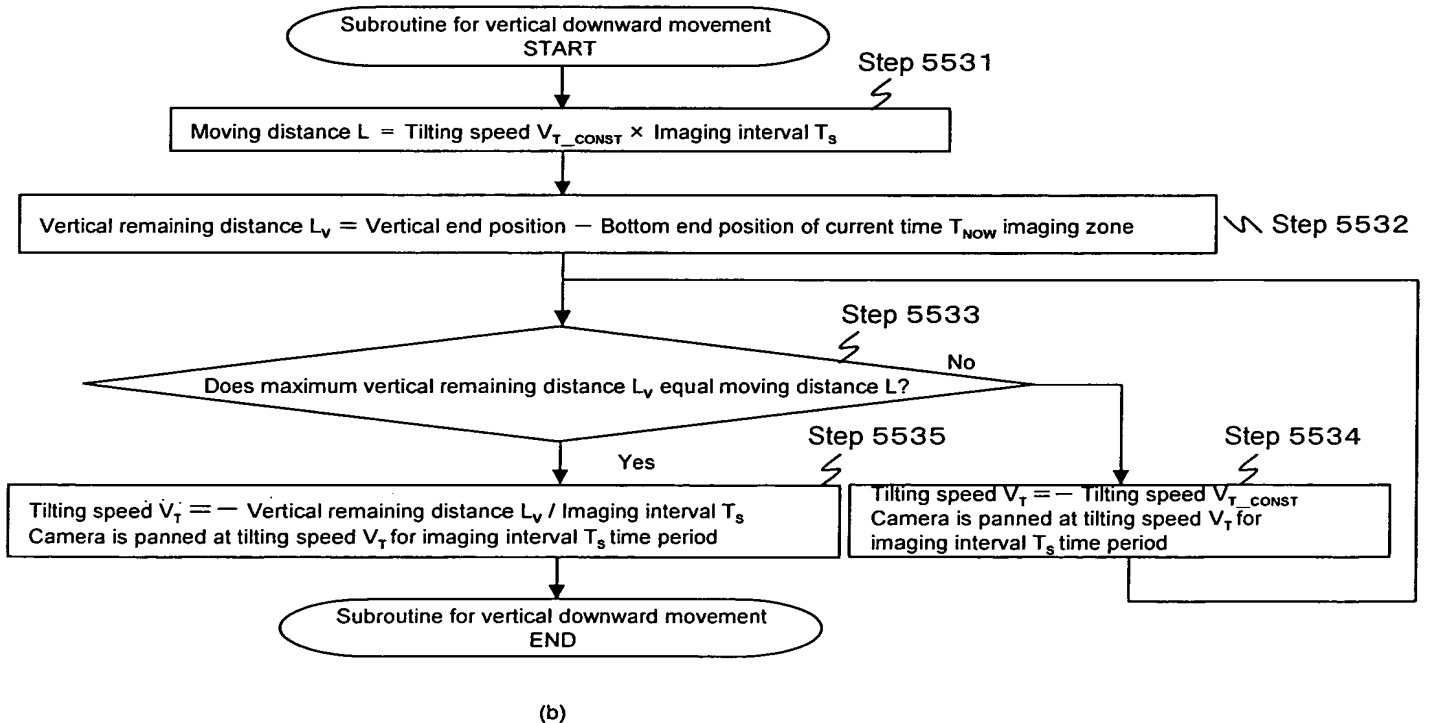 Subroutine for vertical downward movement
START
Step 5531
Moving distance L = Tilting speed V_T_CONST × Imaging interval T_S
Vertical remaining distance L_V = Vertical end position − Bottom end position of current time T_NOW imaging zone
Step 5532
Step 5533
No
Does maximum vertical remaining distance L_V equal moving distance L?
Step 5535
Step 5534
Yes
Tilting speed V_T = − Vertical remaining distance L_V / Imaging interval T_S
Camera is panned at tilting speed V_T for imaging interval T_S time period
Tilting speed V_T = − Tilting speed V_T_CONST
Camera is panned at tilting speed V_T for
imaging interval T_S time period
Subroutine for vertical downward movement
END
(b)